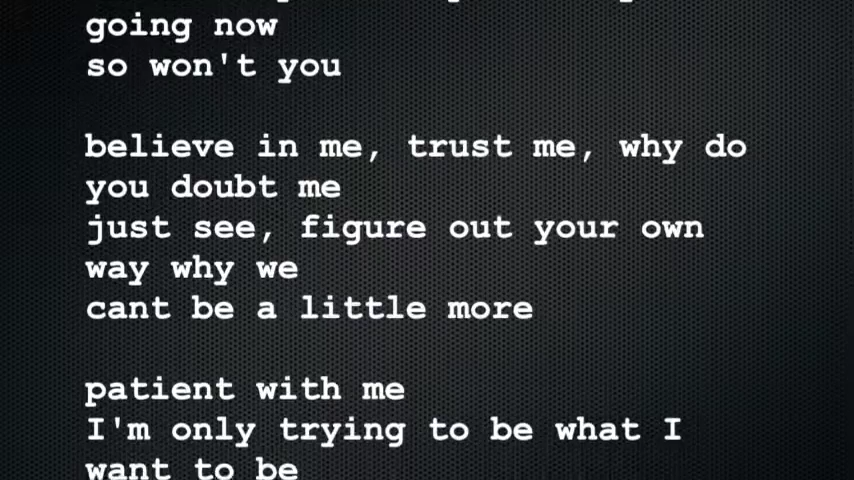 going now
so won't you
believe in me, trust me, why do
you doubt me
just see, figure out your own
way why we
cant be a little more
patient with me
I'm only trying to be what I
want to be